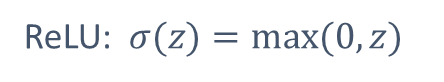 ReLU: σ(z) = max(0, z)